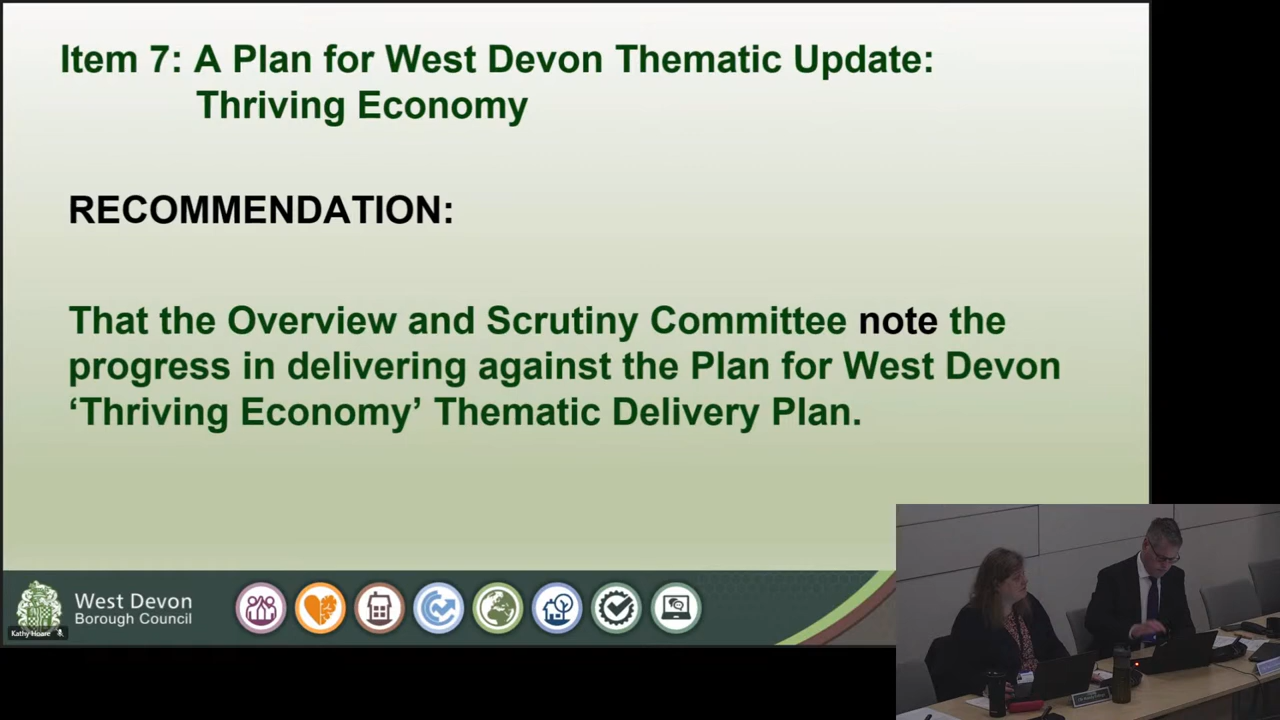 Item 7: A Plan for West Devon Thematic Update:
Thriving Economy
RECOMMENDATION:
That the Overview and Scrutiny Committee note the
progress in delivering against the Plan for West Devon
‘Thriving Economy’ Thematic Delivery Plan.
West Devon
Borough Council
Kathy Hoare